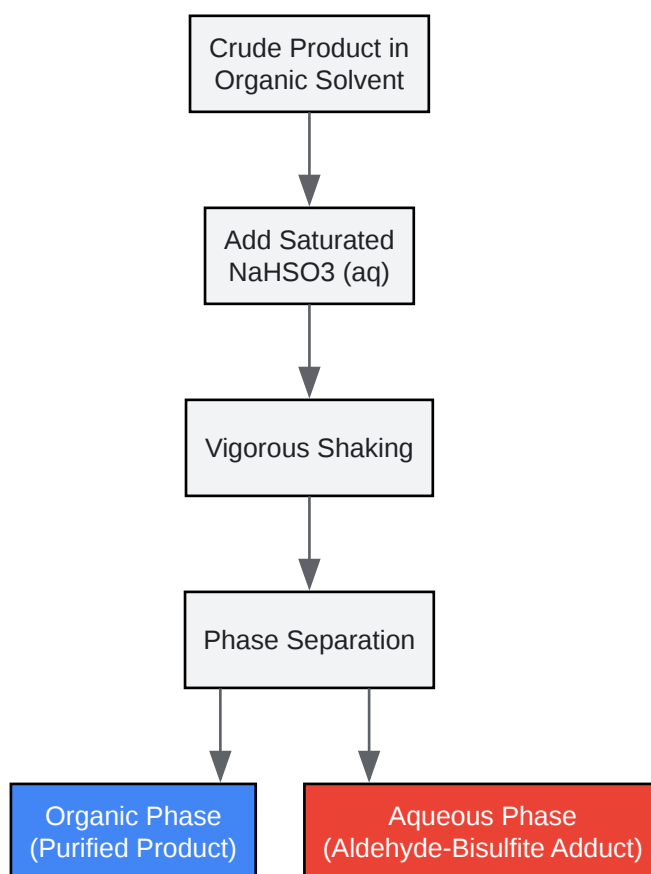 Crude Product in
Organic Solvent
Add Saturated
NaHSO3 (aq)
Vigorous Shaking
Phase Separation
Organic Phase
(Purified Product)
Aqueous Phase
(Aldehyde-Bisulfite Adduct)